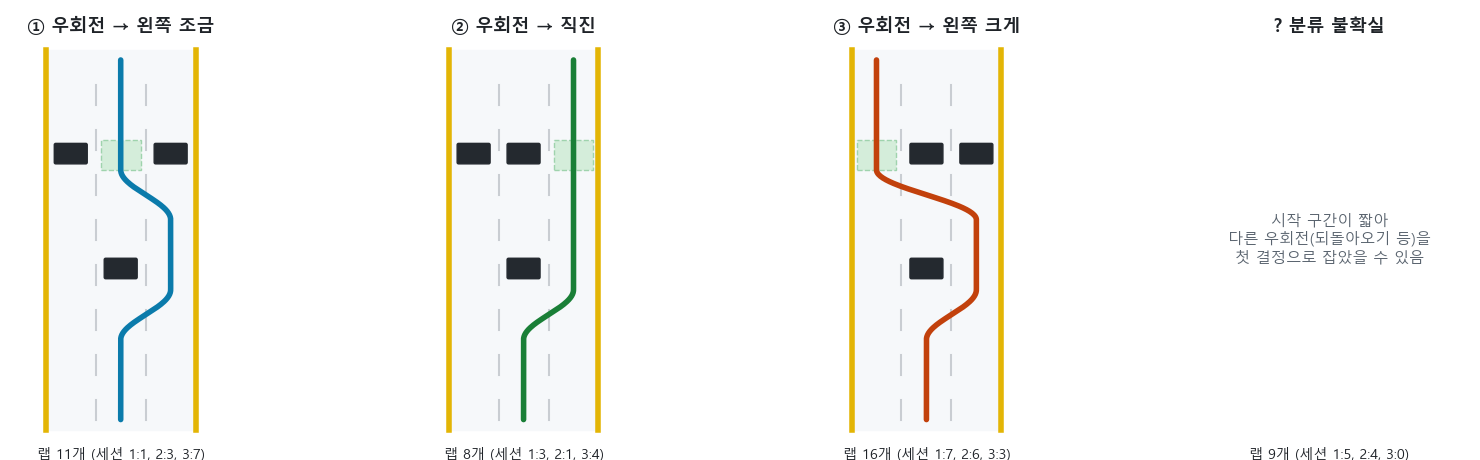 ① 우회전 → 왼쪽 조금
② 우회전 → 직진
③ 우회전 → 왼쪽 크게
? 분류 불확실
시작 구간이 짧아
다른 우회전(되돌아오기 등)을
첫 결정으로 잡았을 수 있음
랩 11개 (세션 1:1, 2:3, 3:7)
랩 8개 (세션 1:3, 2:1, 3:4)
랩 16개 (세션 1:7, 2:6, 3:3)
랩 9개 (세션 1:5, 2:4, 3:0)